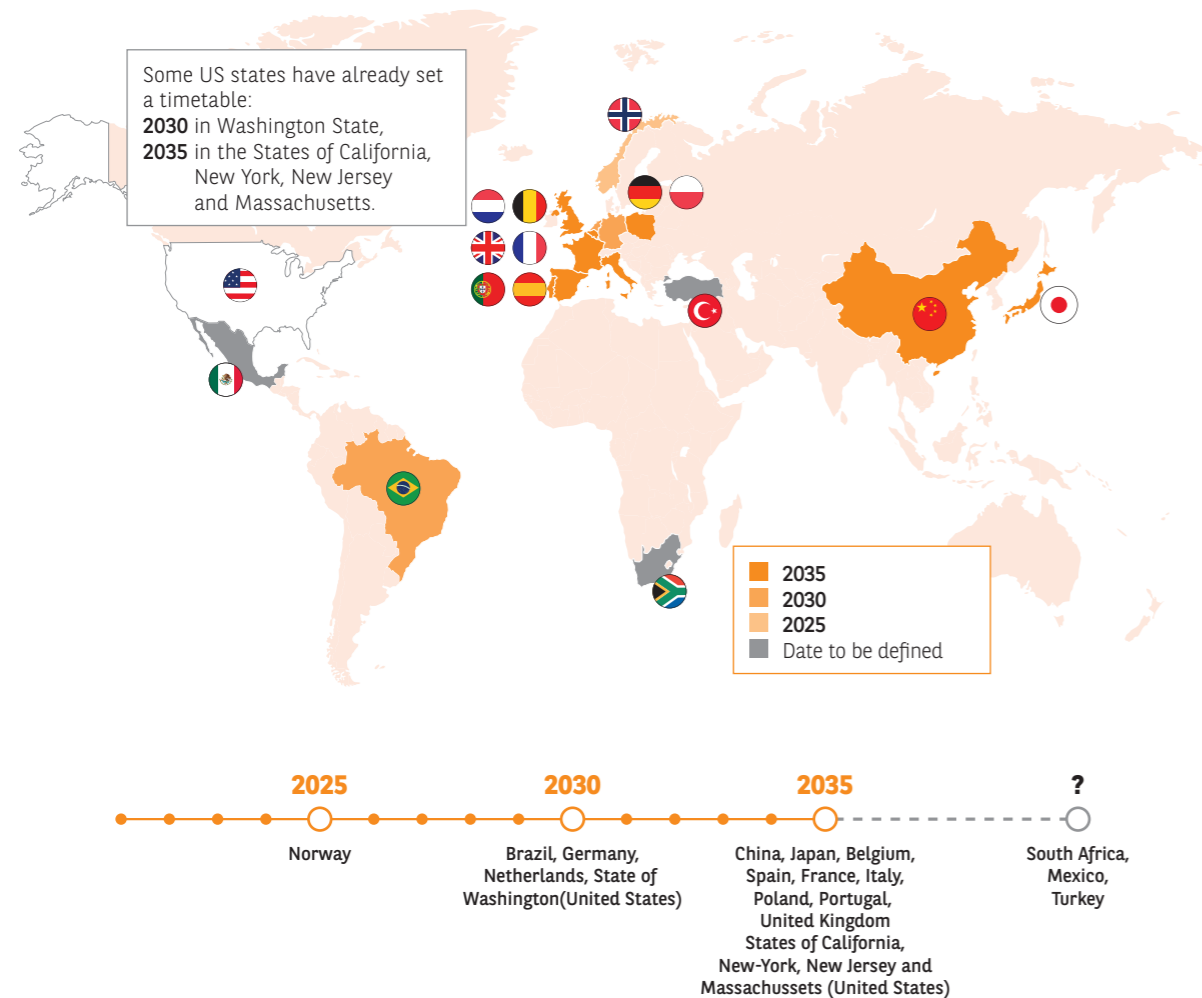 Some US states have already set
a timetable:
2030 in Washington State,
2035 in the States of California,
New York, New Jersey
and Massachusetts.
2035
2030
2025
Date to be defined
2025
2030
2035
?
Norway
Brazil, Germany,
Netherlands, State of
Washington(United States)
China, Japan, Belgium,
Spain, France, Italy,
Poland, Portugal,
United Kingdom
States of California,
New-York, New Jersey and
Massachussets (United States)
South Africa,
Mexico,
Turkey